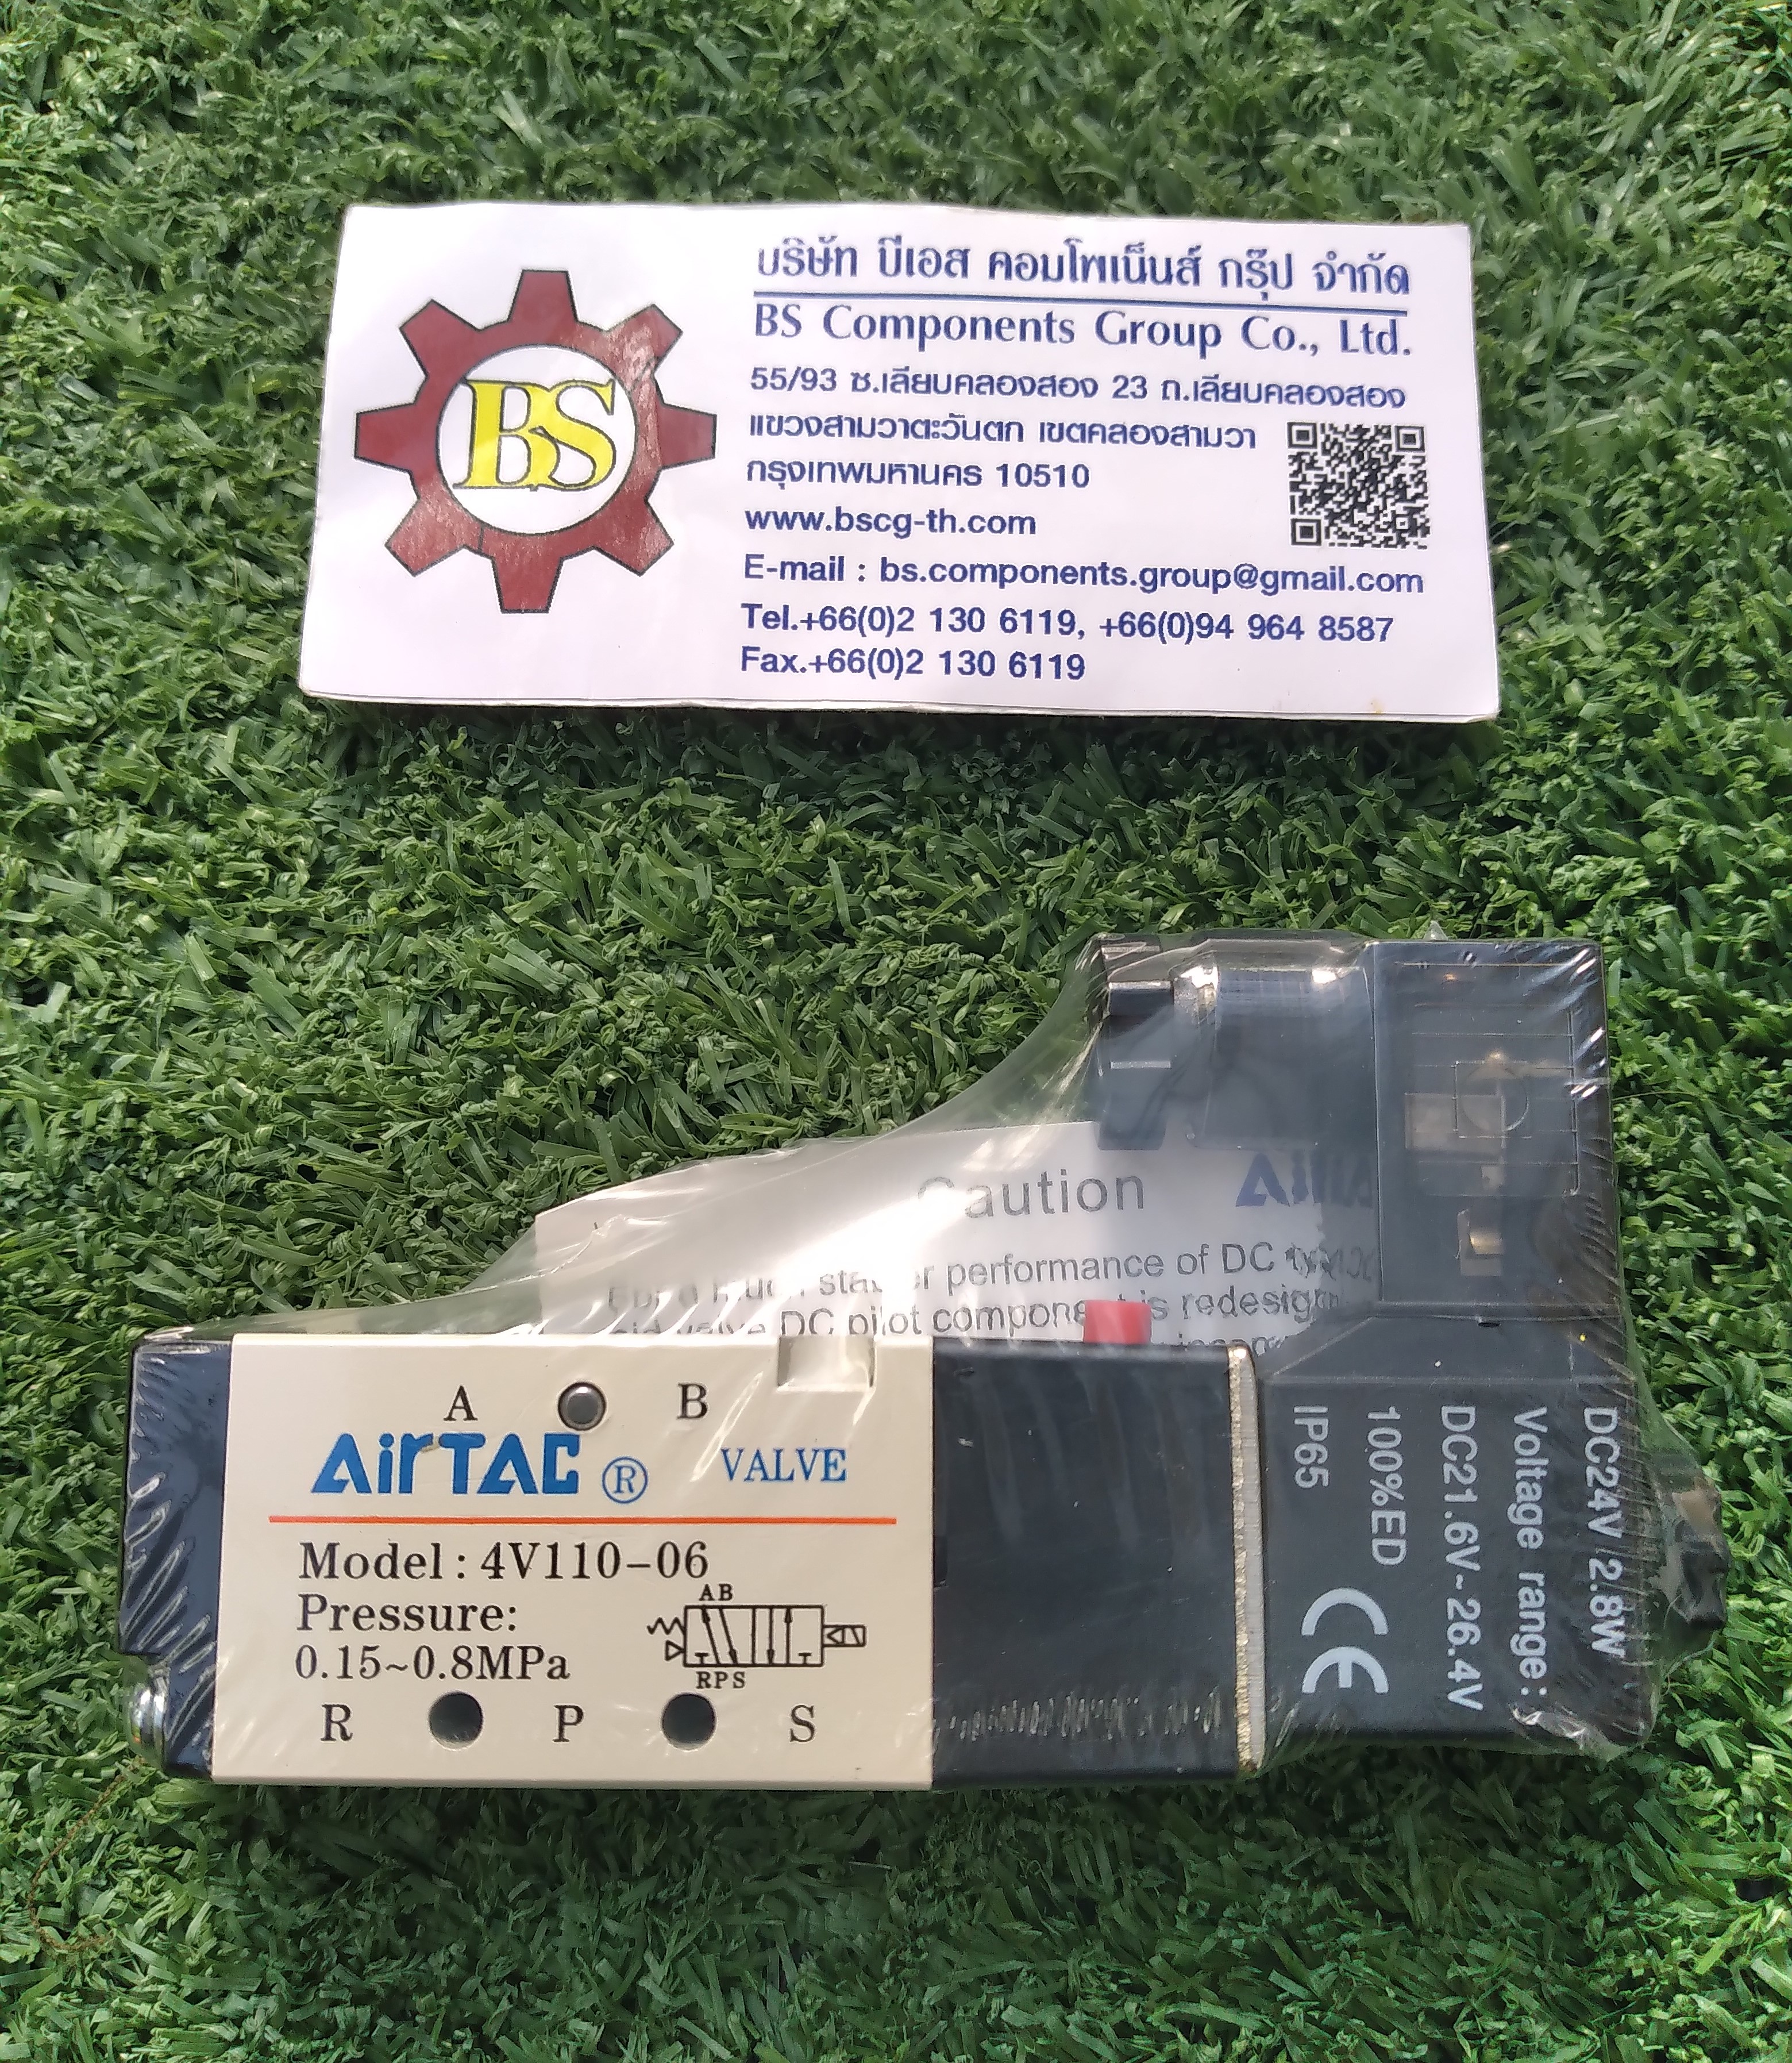 BS
บริษัท บีเอส คอมโพเน็นส์ กรุ๊ป จำกัด
BS Components Group Co., Ltd.
55/93 ซ.เลียบคลองสอง 23 ถ.เลียบคลองสอง
แขวงสามวาตะวันตก เขตคลองสามวา
กรุงเทพมหานคร 10510
www.bscg-th.com
E-mail : bs.components.group@gmail.com
Tel.+66(0)2 130 6119, +66(0)94 964 8587
Fax.+66(0)2 130 6119
Caution
performance of DC
DC pilot
is
A B
AirTAC ® VALVE
Model : 4V110-06
Pressure:
0.15~0.8MPa
AB
RPS
R P S
DC24V 2.8W
Voltage range:
DC21.6V~26.4V
100%ED
IP65
CE